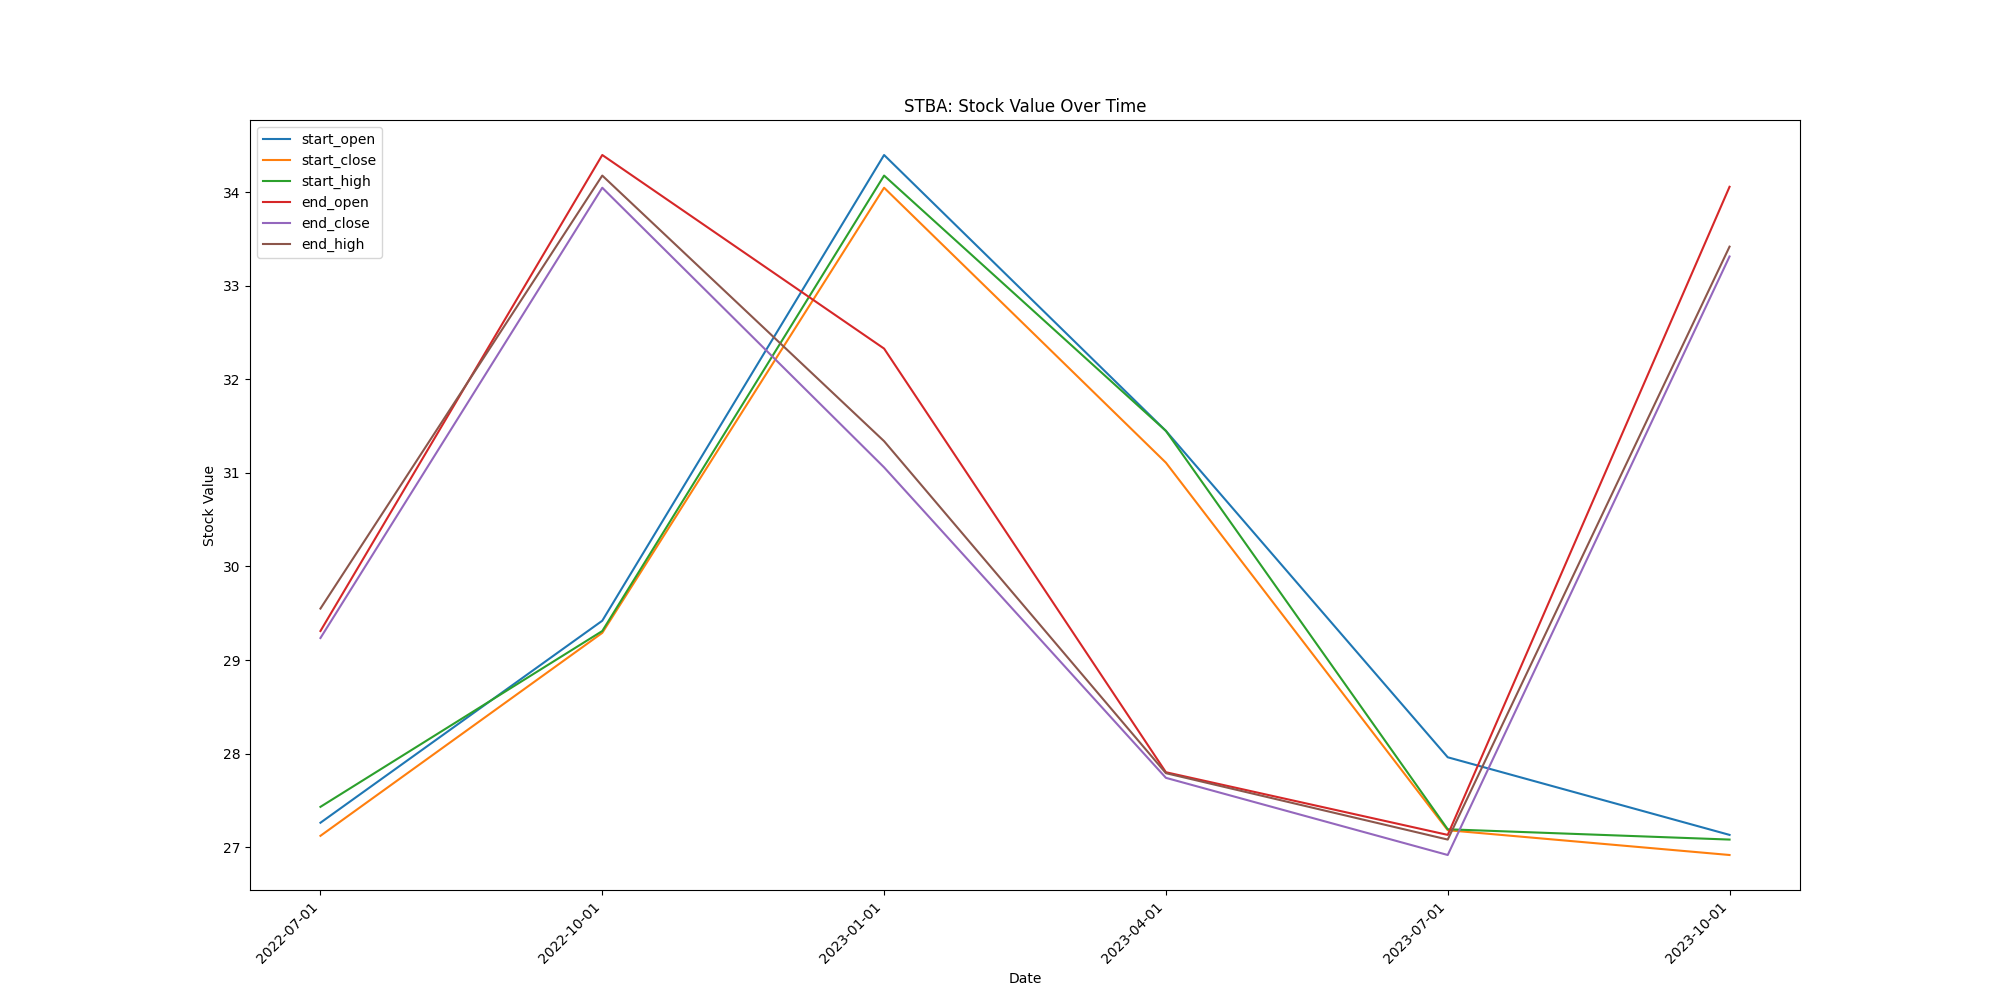 STBA: Stock Value Over Time
start_open
start_close
start_high
end_open
end_close
end_high
34
33
32
31
30
29
28
27
Stock Value
2022-07-01
2022-10-01
2023-01-01
2023-04-01
2023-07-01
2023-10-01
Date